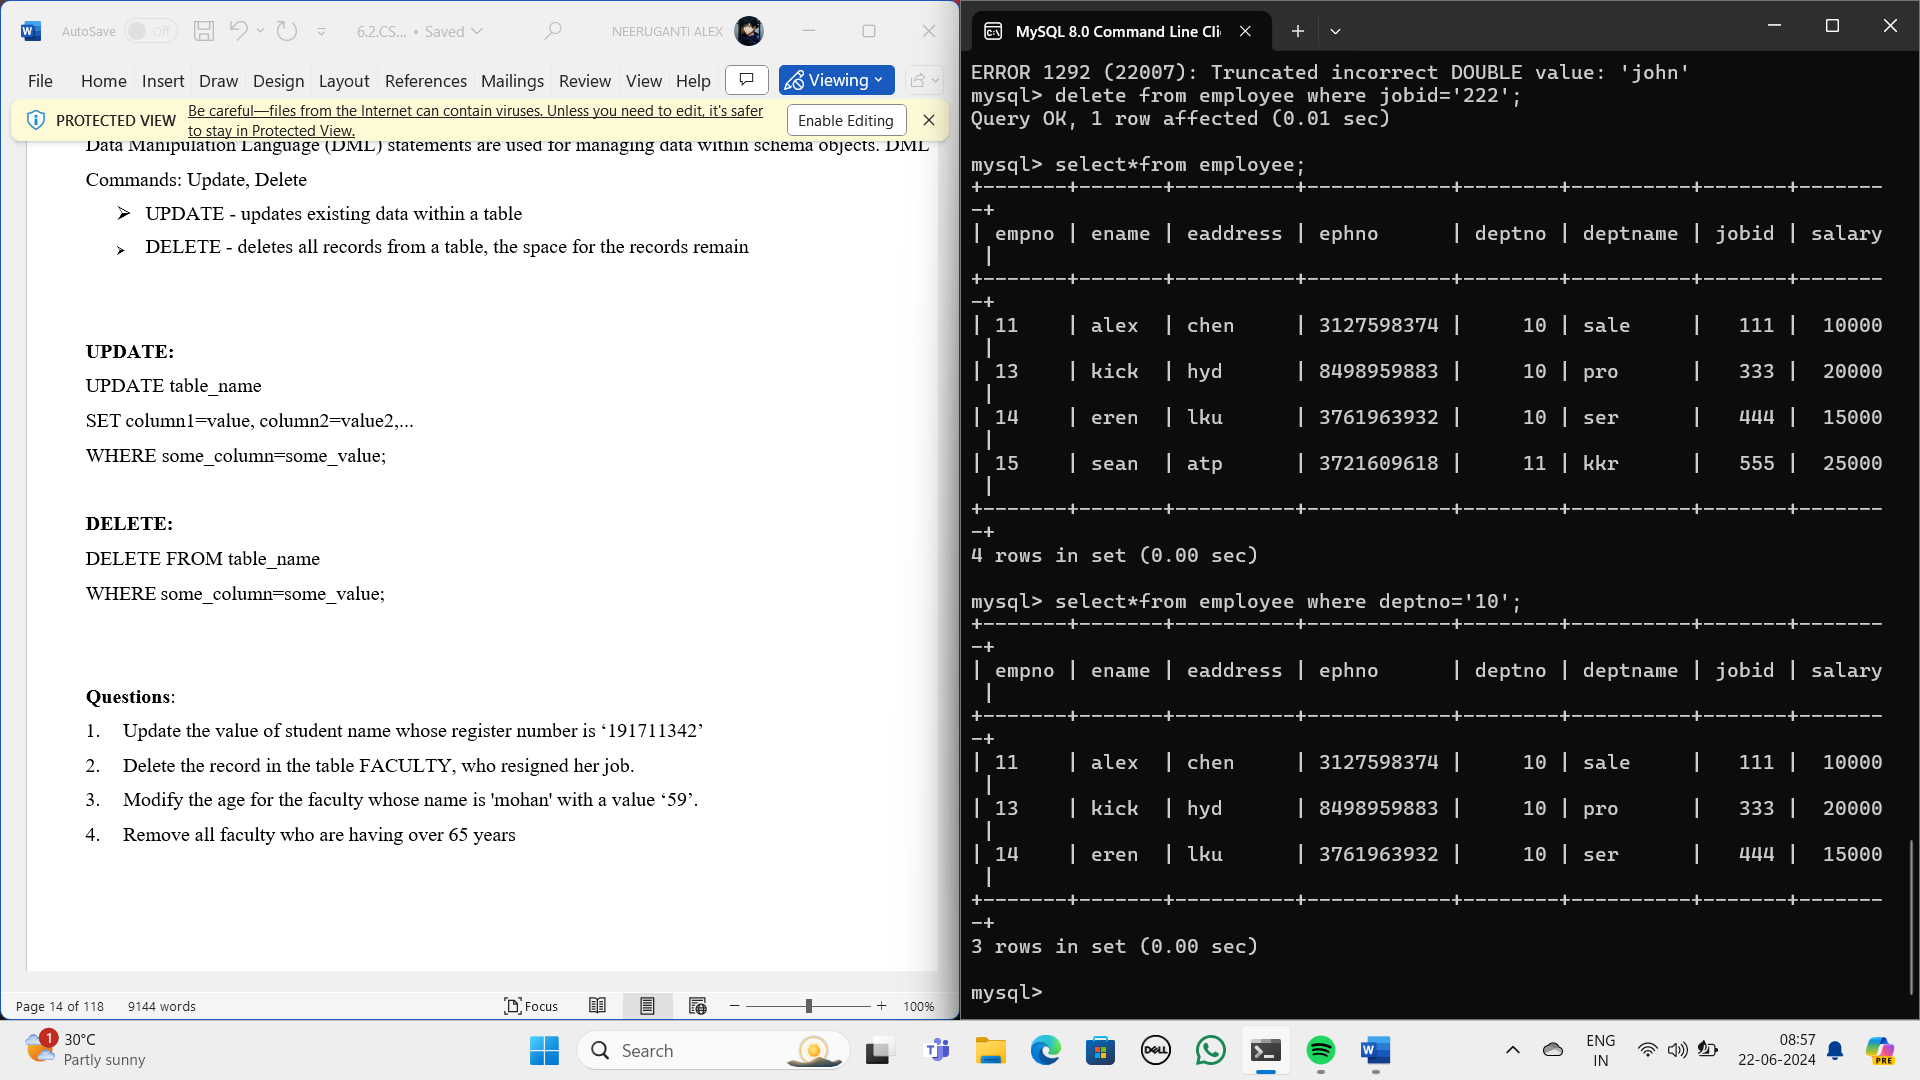 AutoSave Off 6.2.CS... • Saved NEERUGANTI ALEX
File Home Insert Draw Design Layout References Mailings Review View Help Viewing
PROTECTED VIEW Be careful—files from the Internet can contain viruses. Unless you need to edit, it's safer to stay in Protected View. Enable Editing
Data Manipulation Language (DML) statements are used for managing data within schema objects. DML
Commands: Update, Delete
➢ UPDATE - updates existing data within a table
➢ DELETE - deletes all records from a table, the space for the records remain
UPDATE:
UPDATE table_name
SET column1=value, column2=value2,...
WHERE some_column=some_value;
DELETE:
DELETE FROM table_name
WHERE some_column=some_value;
Questions:
1. Update the value of student name whose register number is ‘191711342’
2. Delete the record in the table FACULTY, who resigned her job.
3. Modify the age for the faculty whose name is 'mohan' with a value ‘59’.
4. Remove all faculty who are having over 65 years
Page 14 of 118 9144 words Focus 100%
MySQL 8.0 Command Line Cli
ERROR 1292 (22007): Truncated incorrect DOUBLE value: 'john'
mysql> delete from employee where jobid='222';
Query OK, 1 row affected (0.01 sec)
mysql> select*from employee;
+-------+-------+----------+------------+--------+----------+-------+-------
-+
| empno | ename | eaddress | ephno      | deptno | deptname | jobid | salary
 |
+-------+-------+----------+------------+--------+----------+-------+-------
-+
| 11    | alex  | chen     | 3127598374 |     10 | sale     |   111 |  10000
 |
| 13    | kick  | hyd      | 8498959883 |     10 | pro      |   333 |  20000
 |
| 14    | eren  | lku      | 3761963932 |     10 | ser      |   444 |  15000
 |
| 15    | sean  | atp      | 3721609618 |     11 | kkr      |   555 |  25000
 |
+-------+-------+----------+------------+--------+----------+-------+-------
-+
4 rows in set (0.00 sec)
mysql> select*from employee where deptno='10';
+-------+-------+----------+------------+--------+----------+-------+-------
-+
| empno | ename | eaddress | ephno      | deptno | deptname | jobid | salary
 |
+-------+-------+----------+------------+--------+----------+-------+-------
-+
| 11    | alex  | chen     | 3127598374 |     10 | sale     |   111 |  10000
 |
| 13    | kick  | hyd      | 8498959883 |     10 | pro      |   333 |  20000
 |
| 14    | eren  | lku      | 3761963932 |     10 | ser      |   444 |  15000
 |
+-------+-------+----------+------------+--------+----------+-------+-------
-+
3 rows in set (0.00 sec)
mysql>
1 30°C
Partly sunny
Search
DELL
ENG
IN
08:57
22-06-2024
PRE